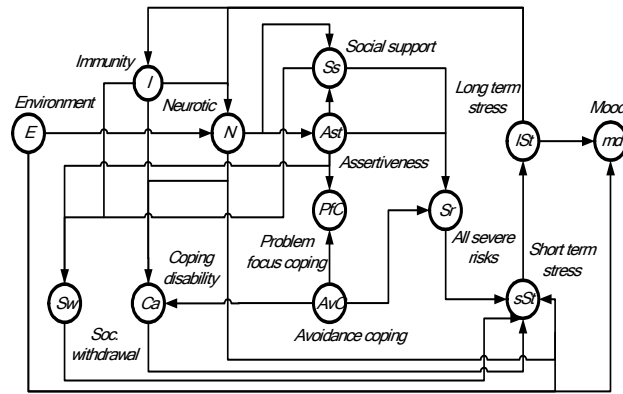 Social support
Immunity
Ss
I
Long term
stress
Environment
Neurotic
Mood
E
N
Ast
lSt
md
Assertiveness
PfC
Sr
Coping
disability
Problem
focus coping
All severe
risks
Short term
stress
Sw
Ca
AvC
sSt
Soc.
withdrawal
Avoidance coping